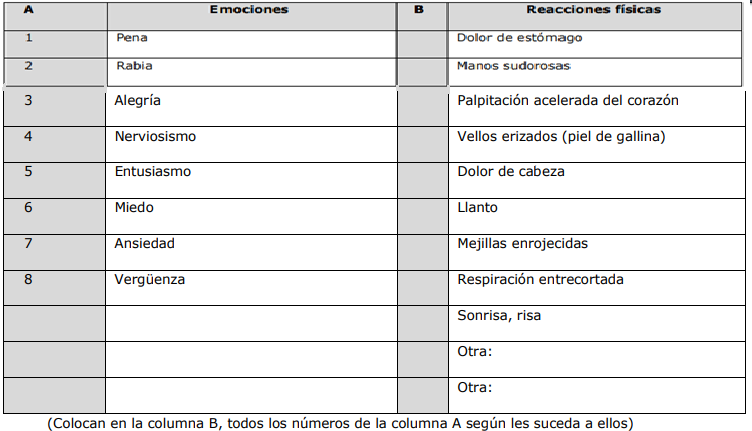 A Emociones B Reacciones físicas
1 Pena Dolor de estómago
2 Rabia Manos sudorosas
3 Alegría Palpitación acelerada del corazón
4 Nerviosismo Vellos erizados (piel de gallina)
5 Entusiasmo Dolor de cabeza
6 Miedo Llanto
7 Ansiedad Mejillas enrojecidas
8 Vergüenza Respiración entrecortada
Sonrisa, risa
Otra:
Otra:
(Colocan en la columna B, todos los números de la columna A según les suceda a ellos)